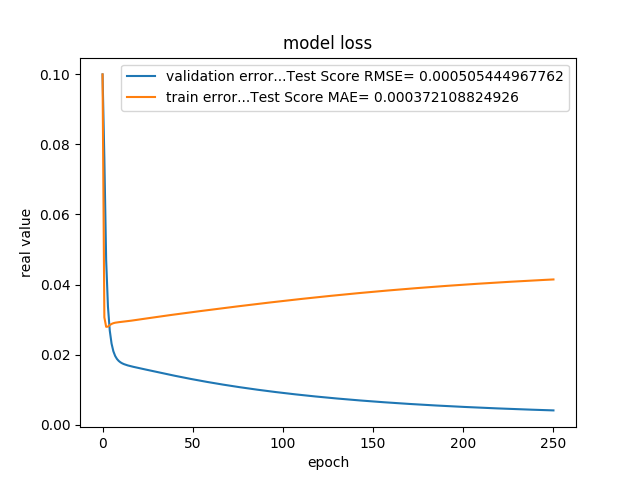 model loss
validation error...Test Score RMSE= 0.000505444967762
train error...Test Score MAE= 0.000372108824926
0.10
0.08
0.06
0.04
0.02
0.00
real value
0 50 100 150 200 250
epoch